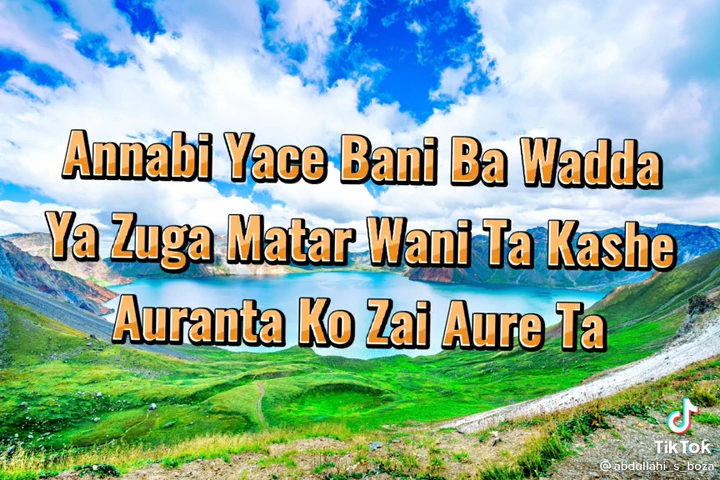 Annabi Yace Bani Ba Wadda
Ya Zuga Matar Wani Ta Kashe
Auranta Ko Zai Aure Ta
TikTok
@abdullahi_s_boza